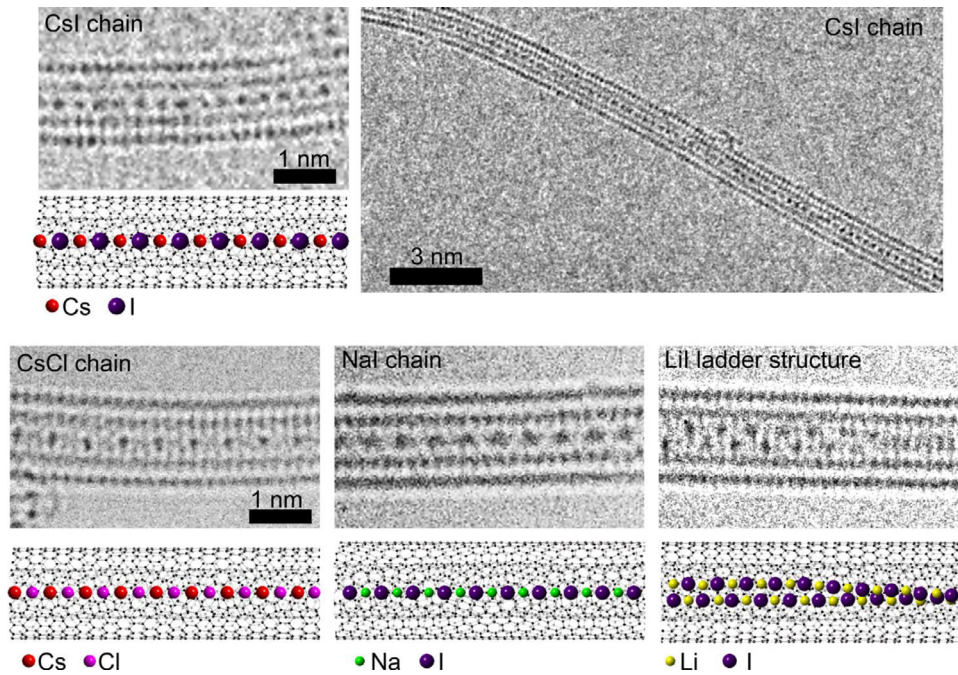 CsI chain
CsI chain
1 nm
3 nm
Cs I
CsCl chain
NaI chain
LiI ladder structure
1 nm
Cs Cl
Na I
Li I